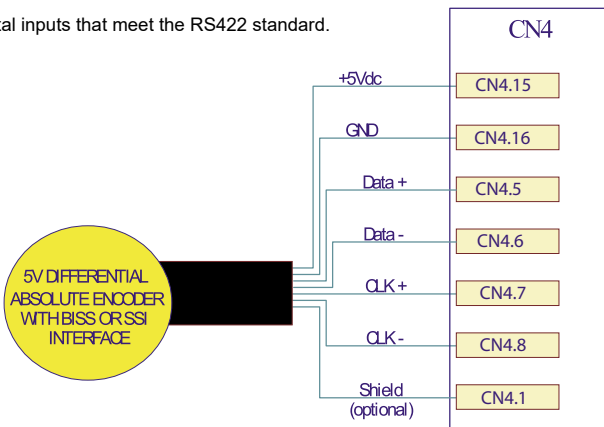 tal inputs that meet the RS422 standard.
CN4
+5Vdc
CN4.15
GND
CN4.16
Data +
CN4.5
Data -
CN4.6
5V DIFFERENTIAL
ABSOLUTE ENCODER
WITH BISS OR SSI
INTERFACE
CLK +
CN4.7
CLK -
CN4.8
Shield
(optional)
CN4.1